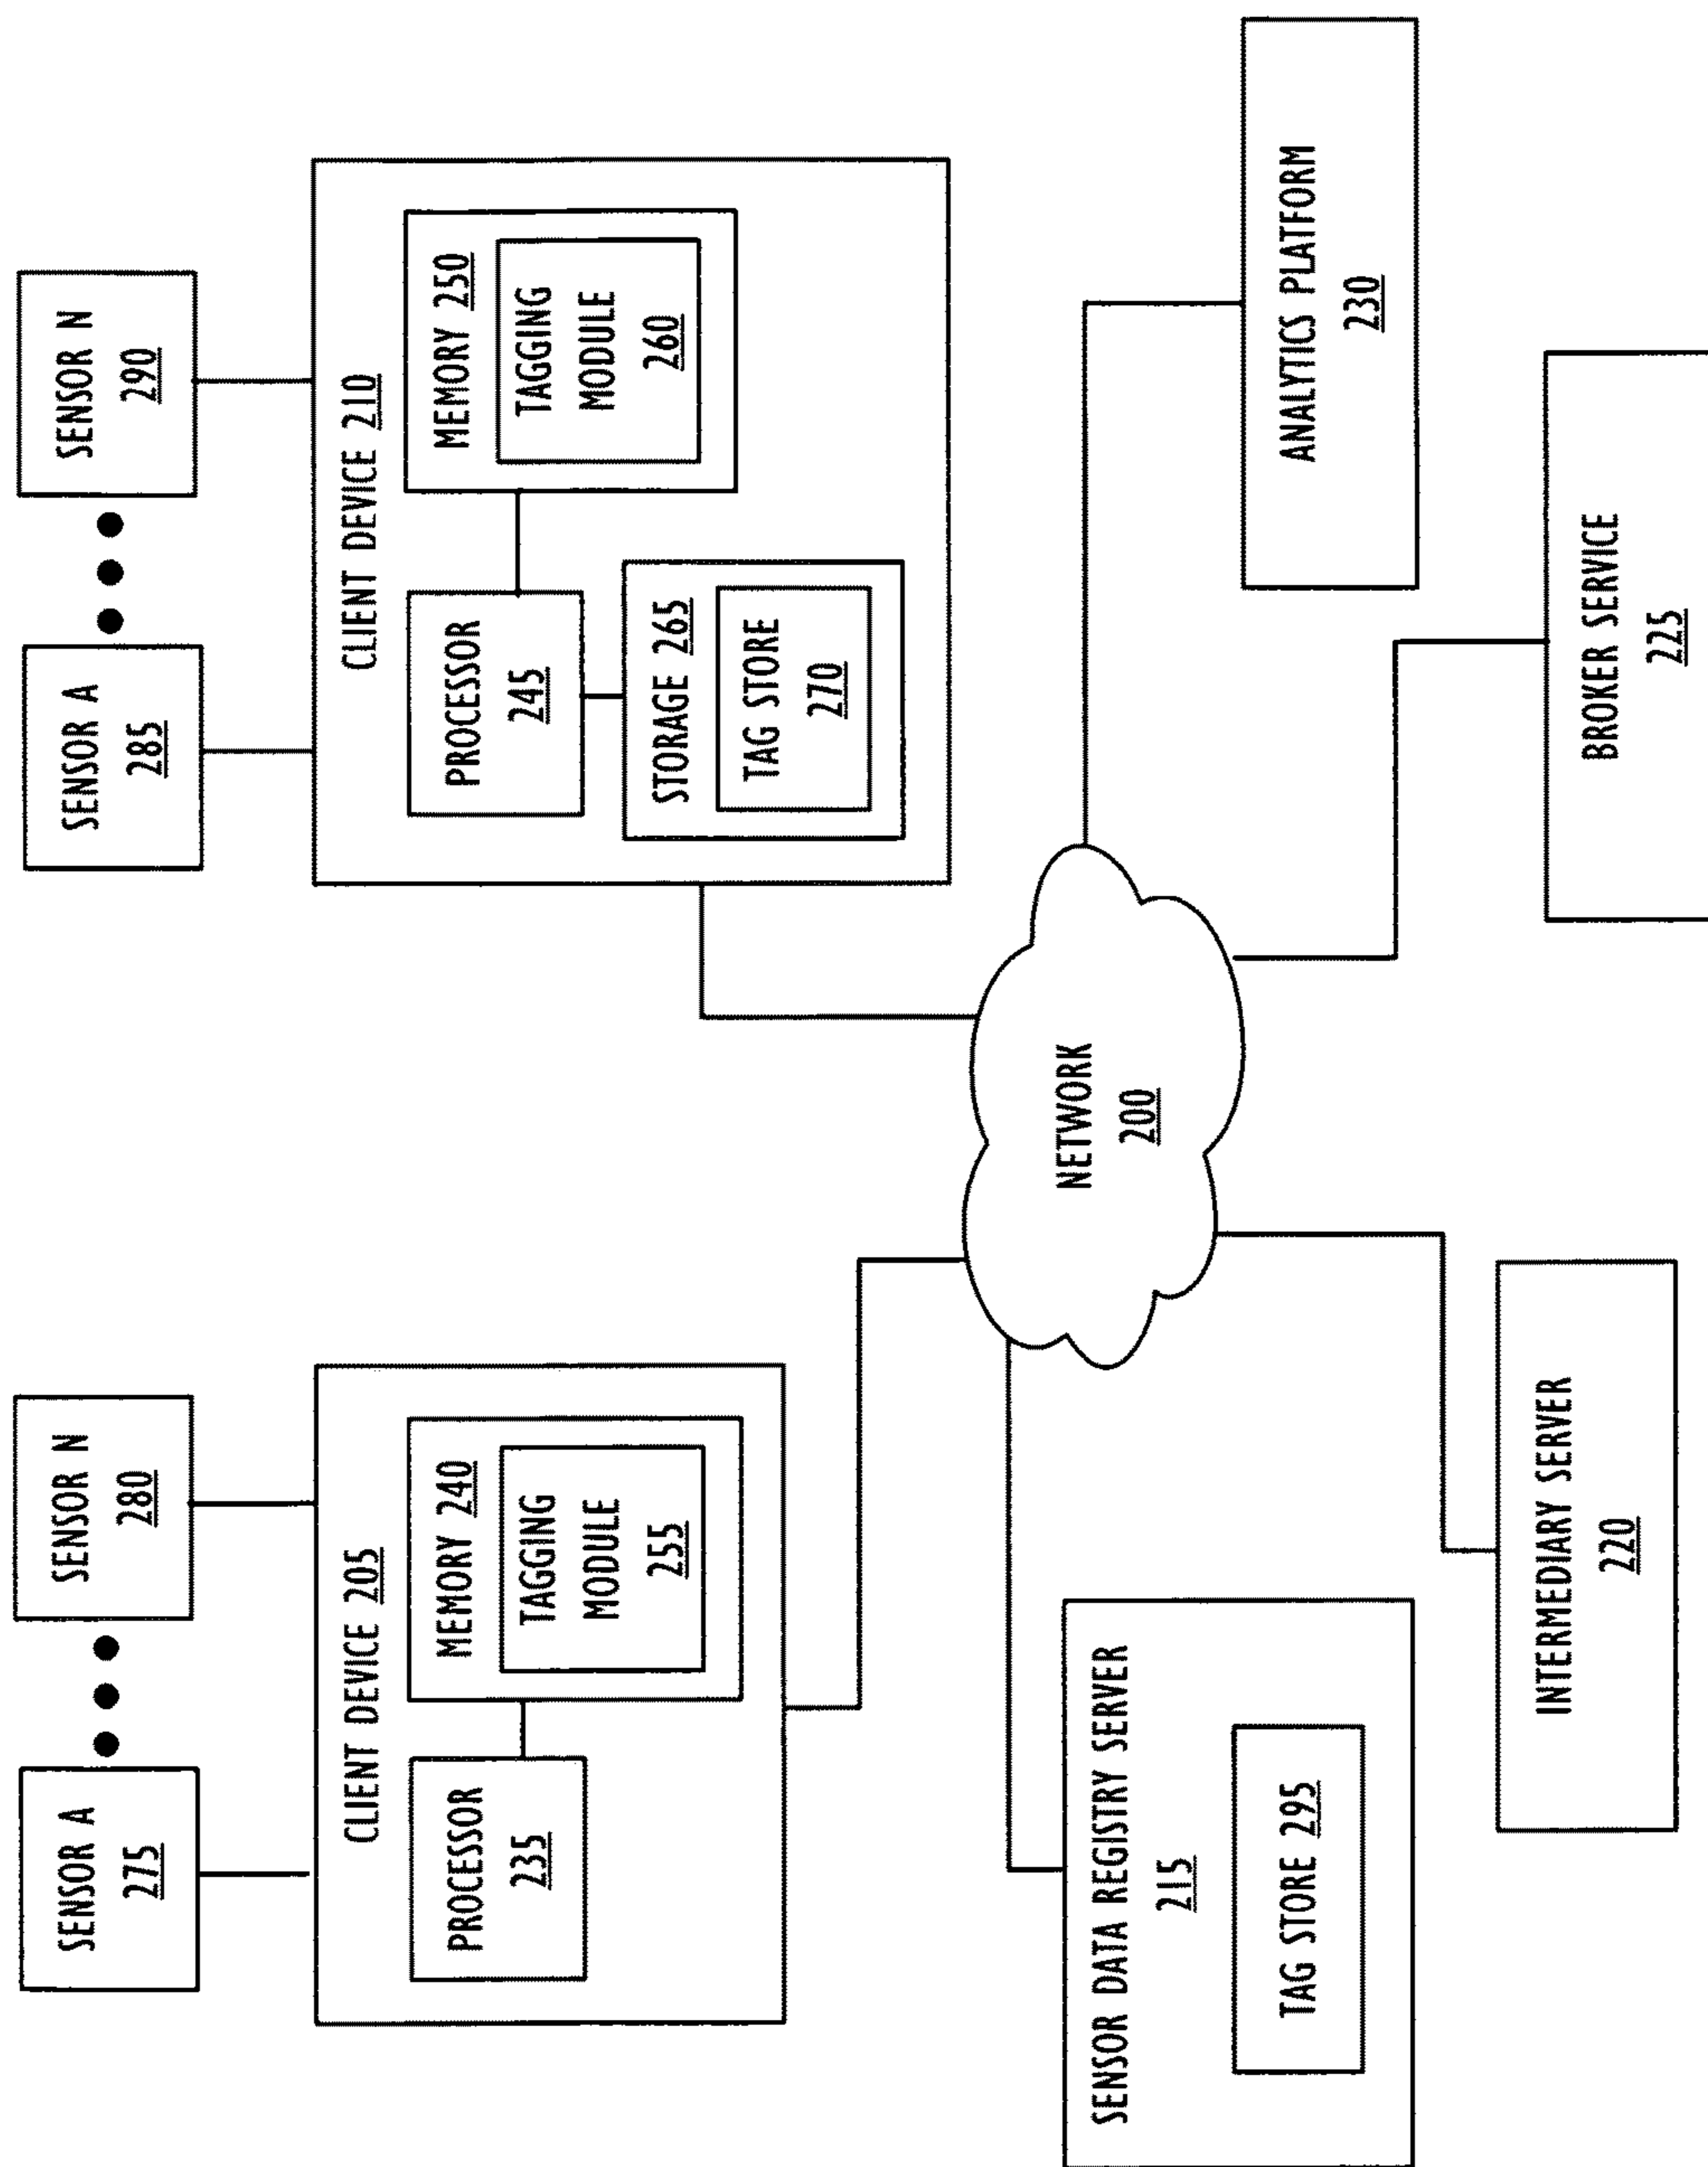 SENSOR A
275
SENSOR N
280
CLIENT DEVICE 205
PROCESSOR
235
MEMORY 240
TAGGING
MODULE
255
SENSOR A
285
SENSOR N
290
CLIENT DEVICE 210
PROCESSOR
245
MEMORY 250
TAGGING
MODULE
260
STORAGE 265
TAG STORE
270
NETWORK
200
SENSOR DATA REGISTRY SERVER
215
TAG STORE 295
INTERMEDIARY SERVER
220
BROKER SERVICE
225
ANALYTICS PLATFORM
230